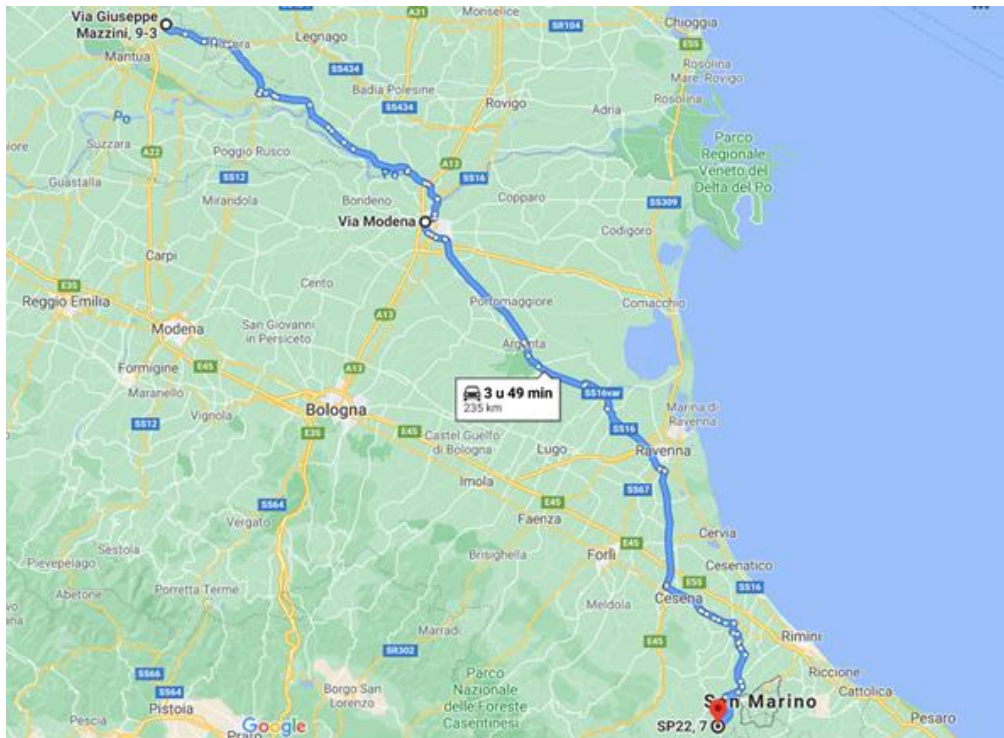 Via Giuseppe
Mazzini, 9-3
A31
Monselice
SR104
Chioggia
E55
Legnago
Mantua
SS434
Rosolina
Mare, Rovigo
Badia Polesine
Rosolina
SS434
Rovigo
Adria
Po
Suzzara
A22
Poggio Rusco
Parco
Regionale
Veneto del
Delta del Po
A13
SS12
Po
SS16
Guastalla
Mirandola
Bondeno
Copparo
SS309
Via Modena
Codigoro
Carpi
Cento
E35
Reggio Emilia
Portomaggiore
Comacchio
A13
Modena
San Giovanni
in Persiceto
Argenta
Formigine
E45
A13
3 u 49 min
235 km
SS16var
Maranello
Bologna
Marina di
Ravenna
Vignola
SS12
SS16
E35
E45
Castel Guelfo
di Bologna
Lugo
Ravenna
Imola
SS67
SS64
E45
Vergato
Faenza
Cervia
Sestola
Brisighella
Forlì
E45
Pievepelago
Cesenatico
Abetone
Porretta Terme
E55
SS16
Meldola
Cesena
Marradi
E45
Rimini
SR302
SS66
Parco
Nazionale
delle Foreste
Casentinesi
Riccione
SS64
Borgo San
Lorenzo
Cattolica
San Marino
Pistoia
Pescia
Google
SP22, 7
Pesaro
Prato